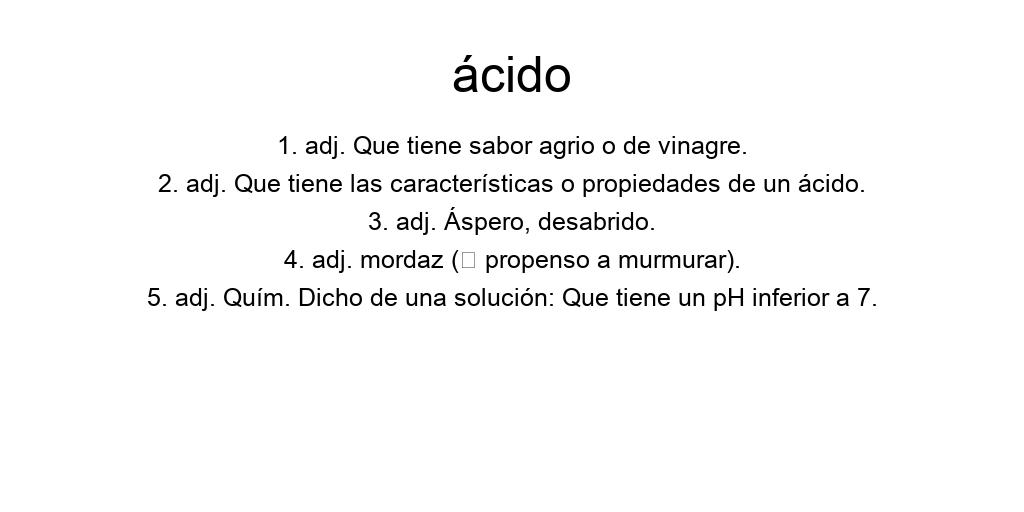 ácido
1. adj. Que tiene sabor agrio o de vinagre.
2. adj. Que tiene las características o propiedades de un ácido.
3. adj. Áspero, desabrido.
4. adj. mordaz (□ propenso a murmurar).
5. adj. Quím. Dicho de una solución: Que tiene un pH inferior a 7.